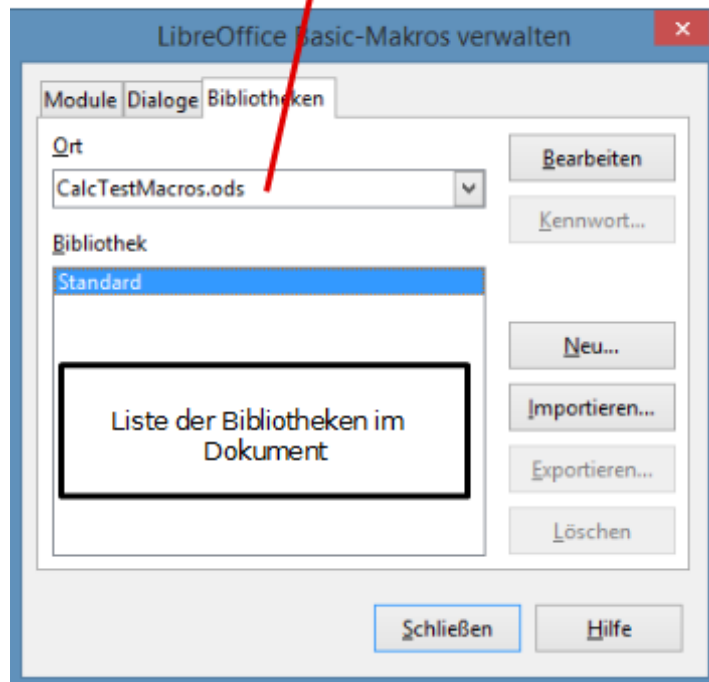 LibreOffice Basic-Makros verwalten
Module Dialoge Bibliotheken
Ort
CalcTestMacros.ods
Bearbeiten
Kennwort...
Bibliothek
Standard
Neu...
Liste der Bibliotheken im
Dokument
Importieren...
Exportieren...
Löschen
Schließen
Hilfe